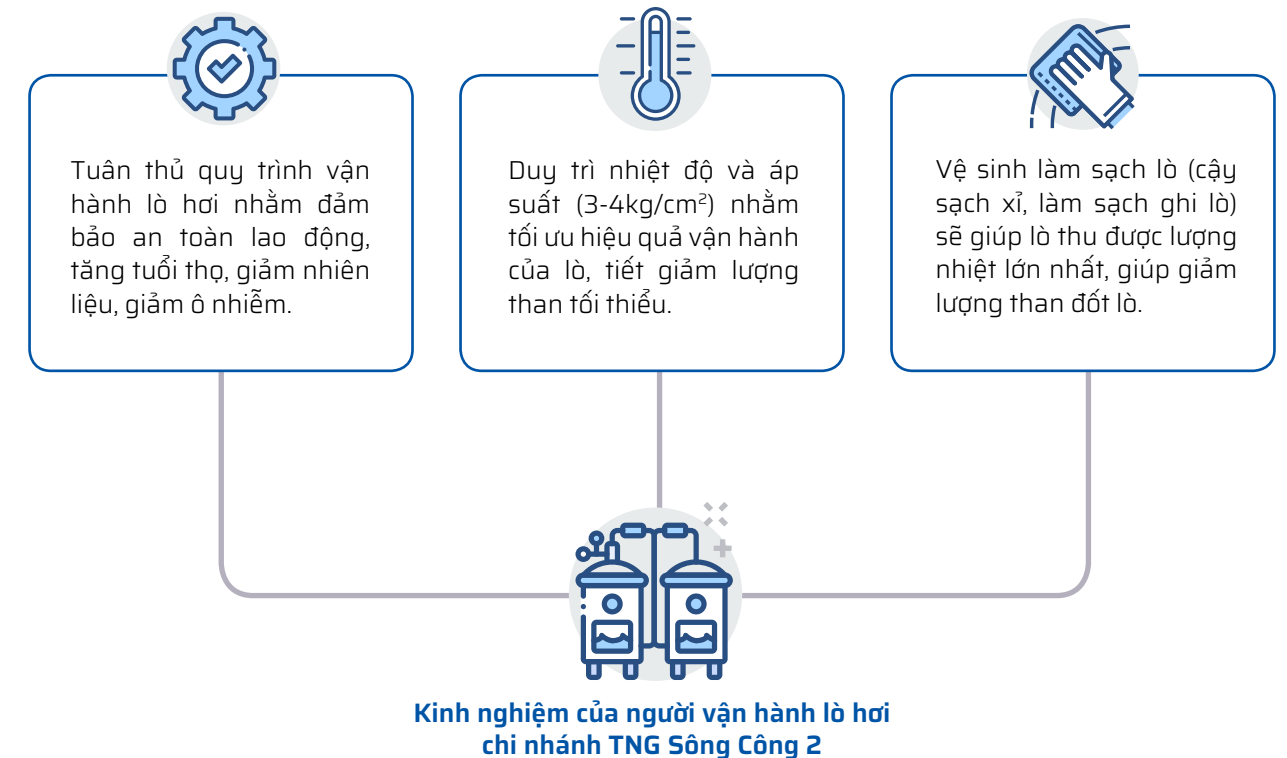 Tuân thủ quy trình vận
hành lò hơi nhằm đảm
bảo an toàn lao động,
tăng tuổi thọ, giảm nhiên
liệu, giảm ô nhiễm.
Duy trì nhiệt độ và áp
suất (3-4kg/cm²) nhằm
tối ưu hiệu quả vận hành
của lò, tiết giảm lượng
than tối thiểu.
Vệ sinh làm sạch lò (cậy
sạch xỉ, làm sạch ghi lò)
sẽ giúp lò thu được lượng
nhiệt lớn nhất, giúp giảm
lượng than đốt lò.
Kinh nghiệm của người vận hành lò hơi
chi nhánh TNG Sông Công 2